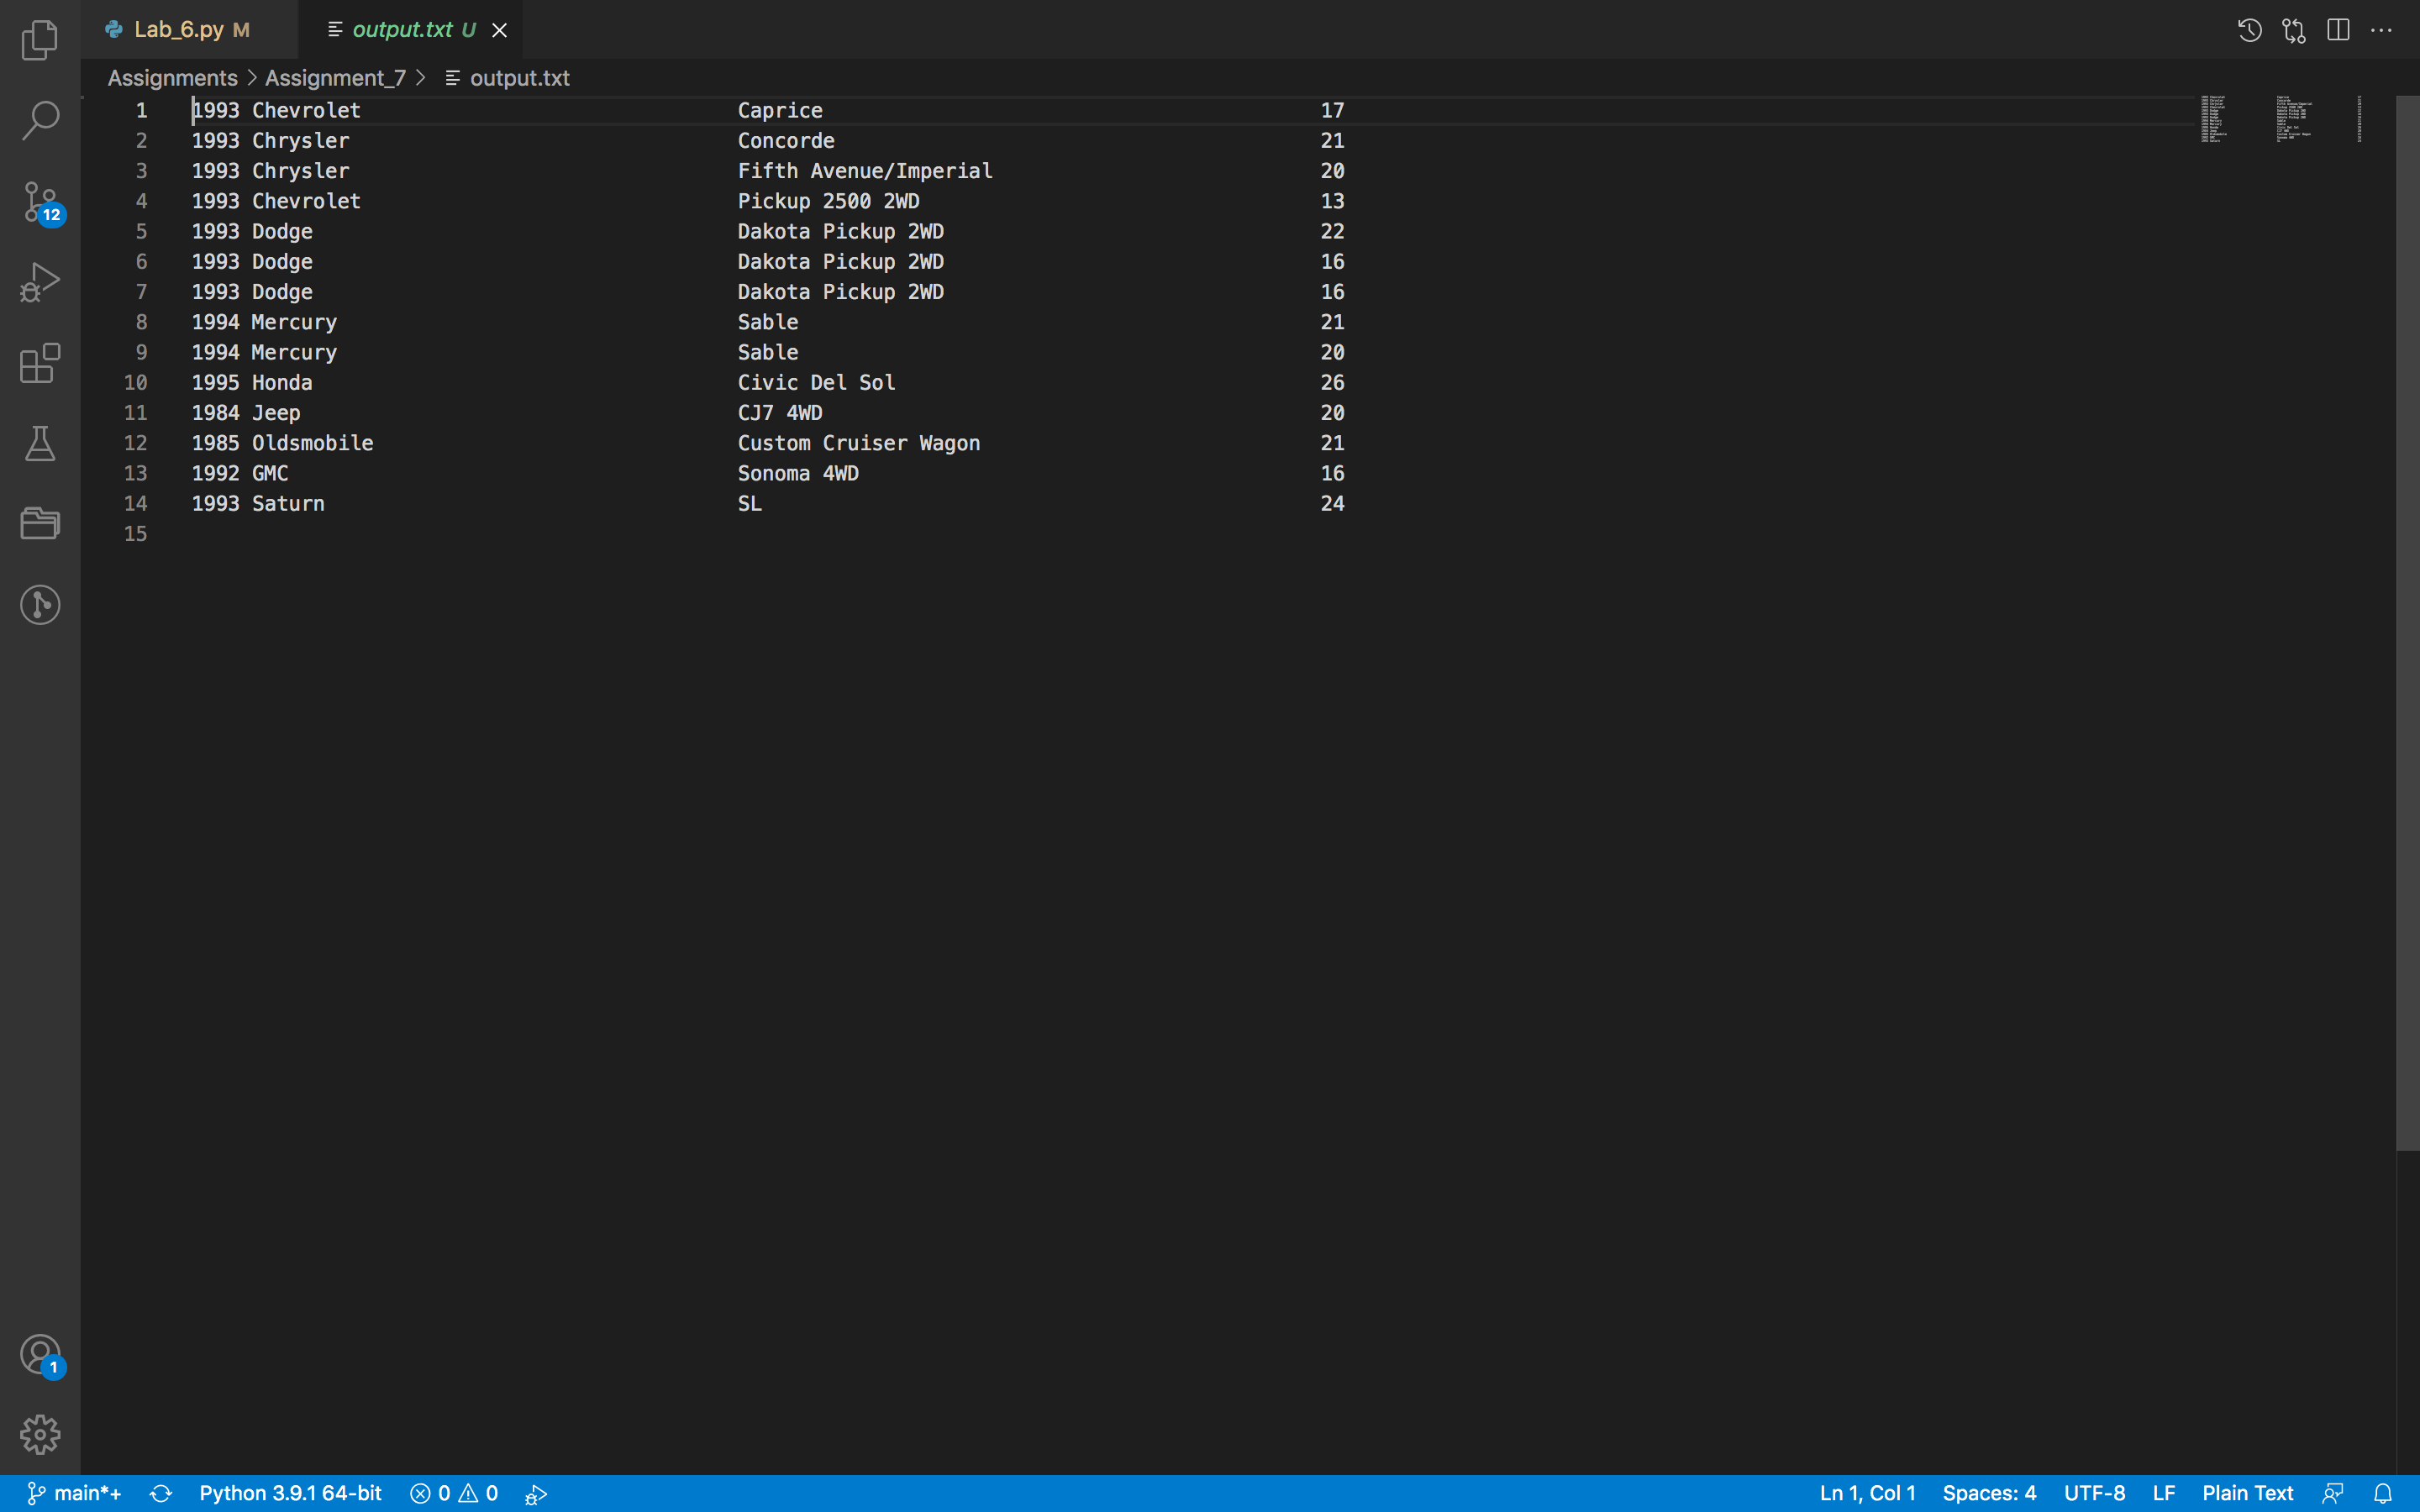 Lab_6.py M output.txt U
Assignments > Assignment_7 > output.txt
1 1993 Chevrolet Caprice 17
2 1993 Chrysler Concorde 21
3 1993 Chrysler Fifth Avenue/Imperial 20
4 1993 Chevrolet Pickup 2500 2WD 13
5 1993 Dodge Dakota Pickup 2WD 22
6 1993 Dodge Dakota Pickup 2WD 16
7 1993 Dodge Dakota Pickup 2WD 16
8 1994 Mercury Sable 21
9 1994 Mercury Sable 20
10 1995 Honda Civic Del Sol 26
11 1984 Jeep CJ7 4WD 20
12 1985 Oldsmobile Custom Cruiser Wagon 21
13 1992 GMC Sonoma 4WD 16
14 1993 Saturn SL 24
15
12
1
main*+ Python 3.9.1 64-bit 0 0 Ln 1, Col 1 Spaces: 4 UTF-8 LF Plain Text